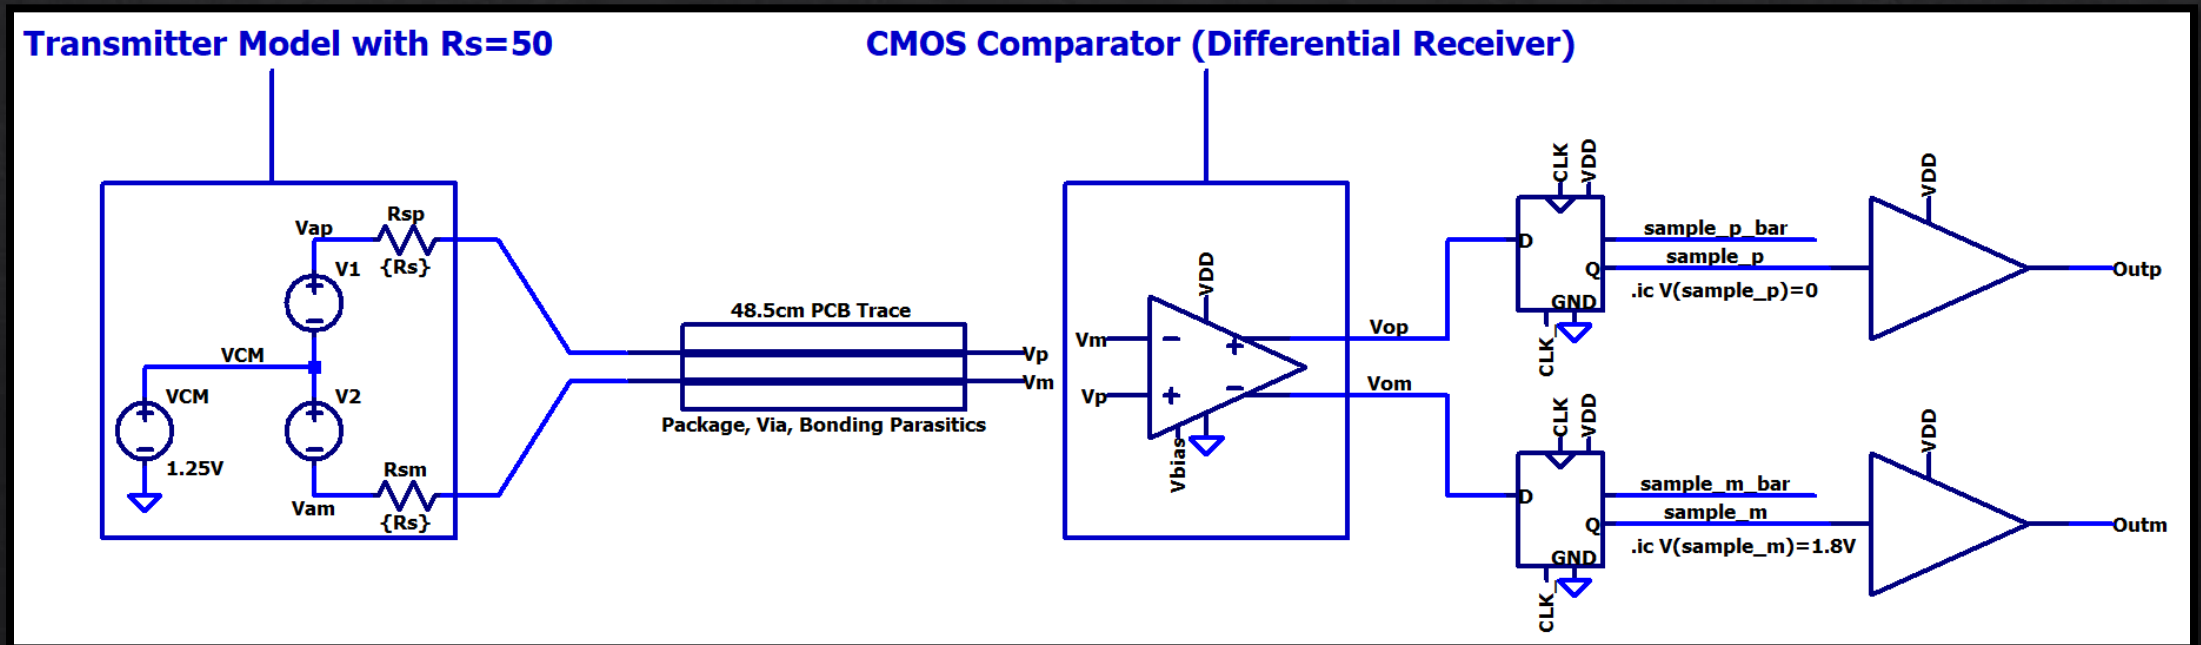 Transmitter Model with Rs=50
CMOS Comparator (Differential Receiver)
Vap
Rsp
{Rs}
V1
+
−
VCM
VCM
+
−
1.25V
V2
+
−
Vam
Rsm
{Rs}
48.5cm PCB Trace
Vp
Vm
Package, Via, Bonding Parasitics
VDD
Vm
−
+
Vp
+
−
Vbias
Vop
Vom
CLK
VDD
D
Q
GND
CLK_
sample_p_bar
sample_p
.ic V(sample_p)=0
VDD
Outp
CLK
VDD
D
Q
GND
CLK_
sample_m_bar
sample_m
.ic V(sample_m)=1.8V
VDD
Outm